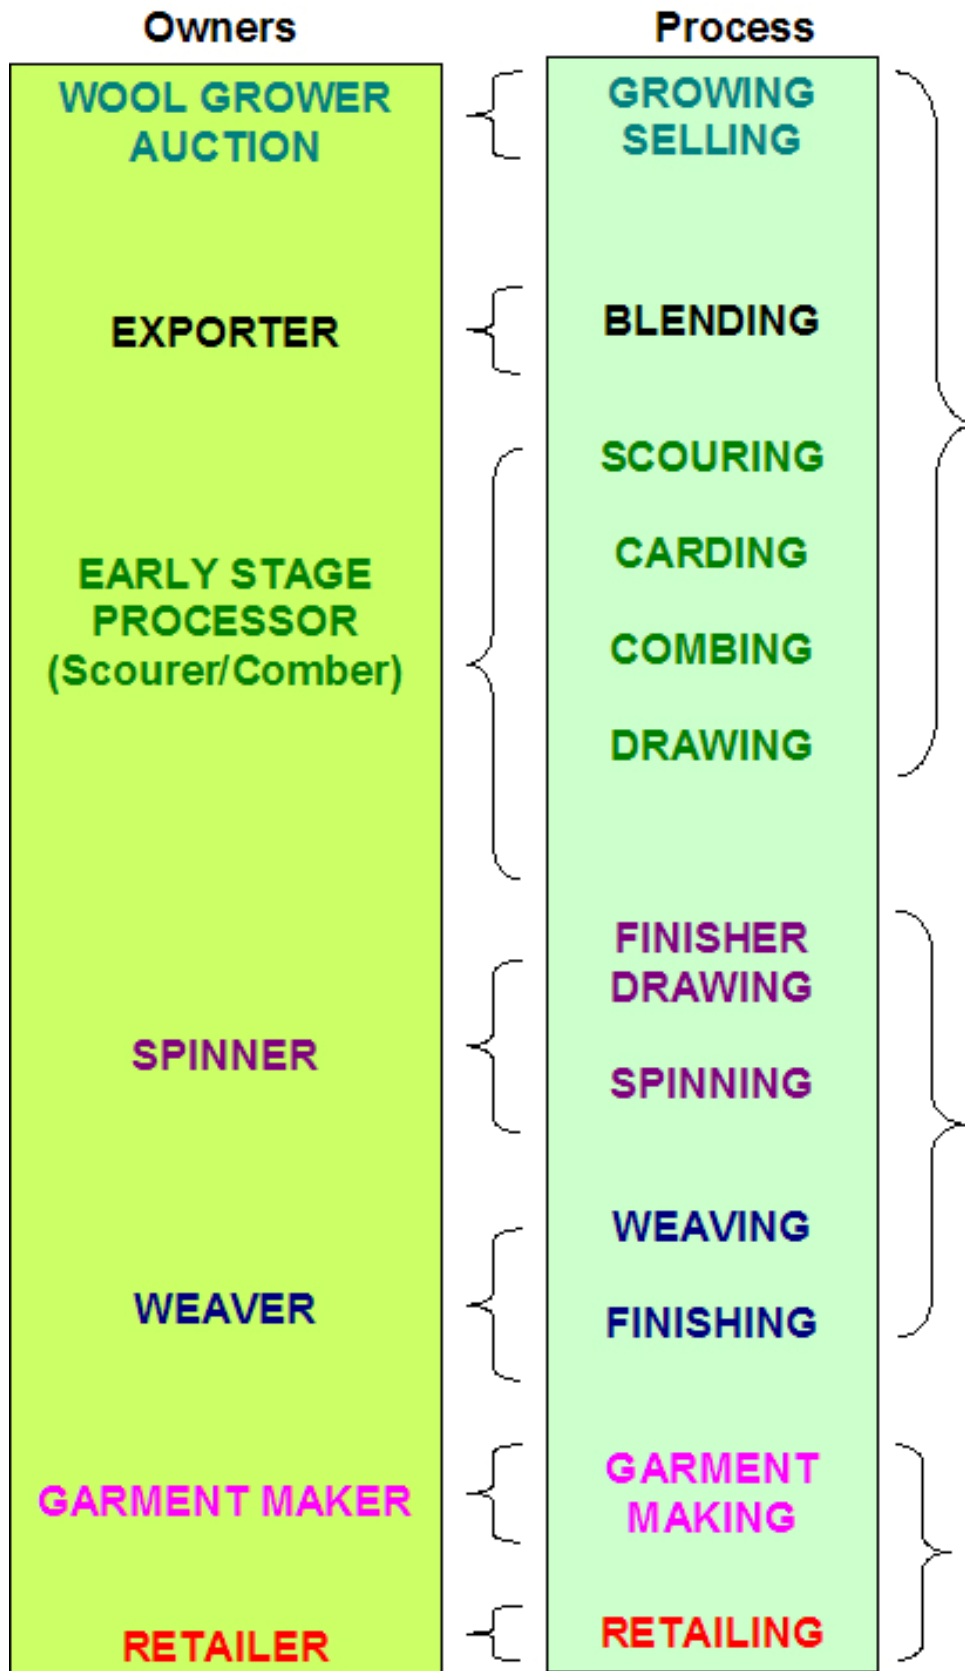 Owners
WOOL GROWER
AUCTION
EXPORTER
EARLY STAGE
PROCESSOR
(Scourer/Comber)
SPINNER
WEAVER
GARMENT MAKER
RETAILER
Process
GROWING
SELLING
BLENDING
SCOURING
CARDING
COMBING
DRAWING
FINISHER
DRAWING
SPINNING
WEAVING
FINISHING
GARMENT
MAKING
RETAILING